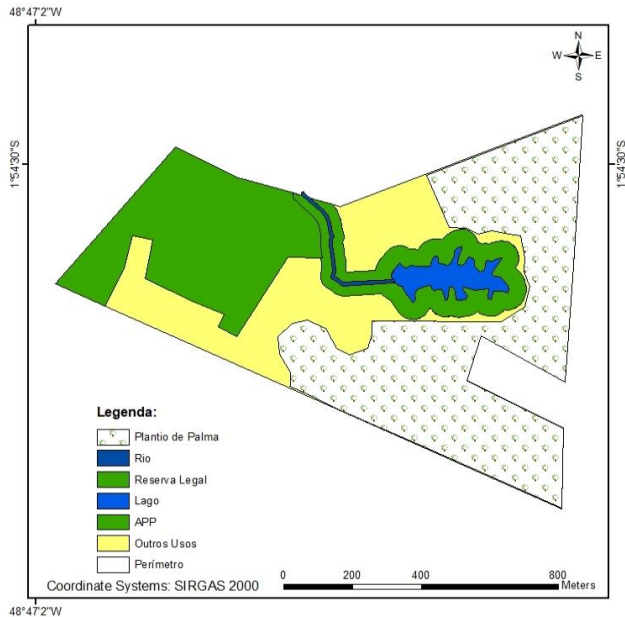 48°47'2"W
N
W E
S
1°54'30"S
1°54'30"S
Legenda:
Plantio de Palma
Rio
Reserva Legal
Lago
APP
Outros Usos
Perímetro
Coordinate Systems: SIRGAS 2000
0 200 400 800
Meters
48°47'2"W